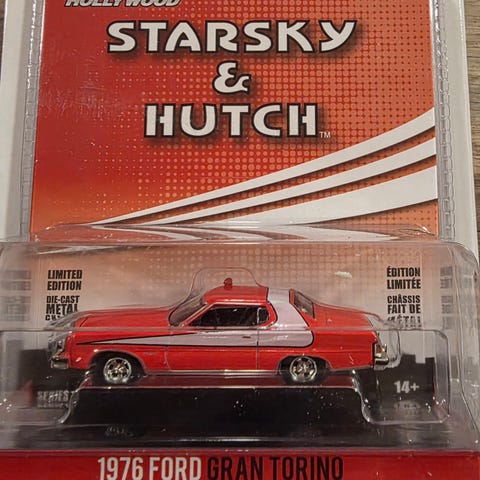 HOLLYWOOD
STARSKY
&
HUTCH™
LIMITED
EDITION
DIE-CAST
METAL
ÉDITION
LIMITÉE
CHÂSSIS
FAIT DE
MÉTAL
SERIES
14+
1976 FORD GRAN TORINO